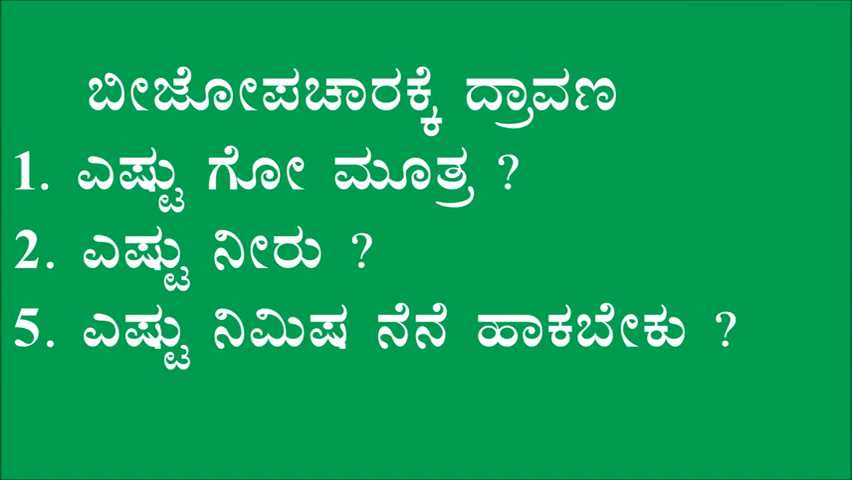 ಬೀಜೋಪಚಾರಕ್ಕೆ ದ್ರಾವಣ
1. ಎಷ್ಟು ಗೋ ಮೂತ್ರ ?
2. ಎಷ್ಟು ನೀರು ?
5. ಎಷ್ಟು ನಿಮಿಷ ನೆನೆ ಹಾಕಬೇಕು ?